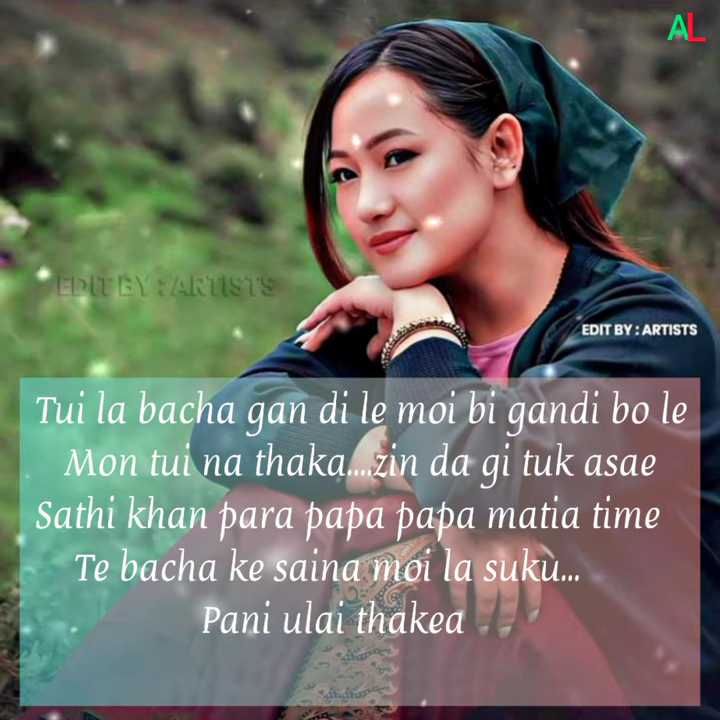 AL
EDIT BY : ARTISTS
EDIT BY : ARTISTS
Tui la bacha gan di le moi bi gandi bo le
Mon tui na thaka....zin da gi tuk asae
Sathi khan para papa papa matia time
Te bacha ke saina moi la suku...
Pani ulai thakea